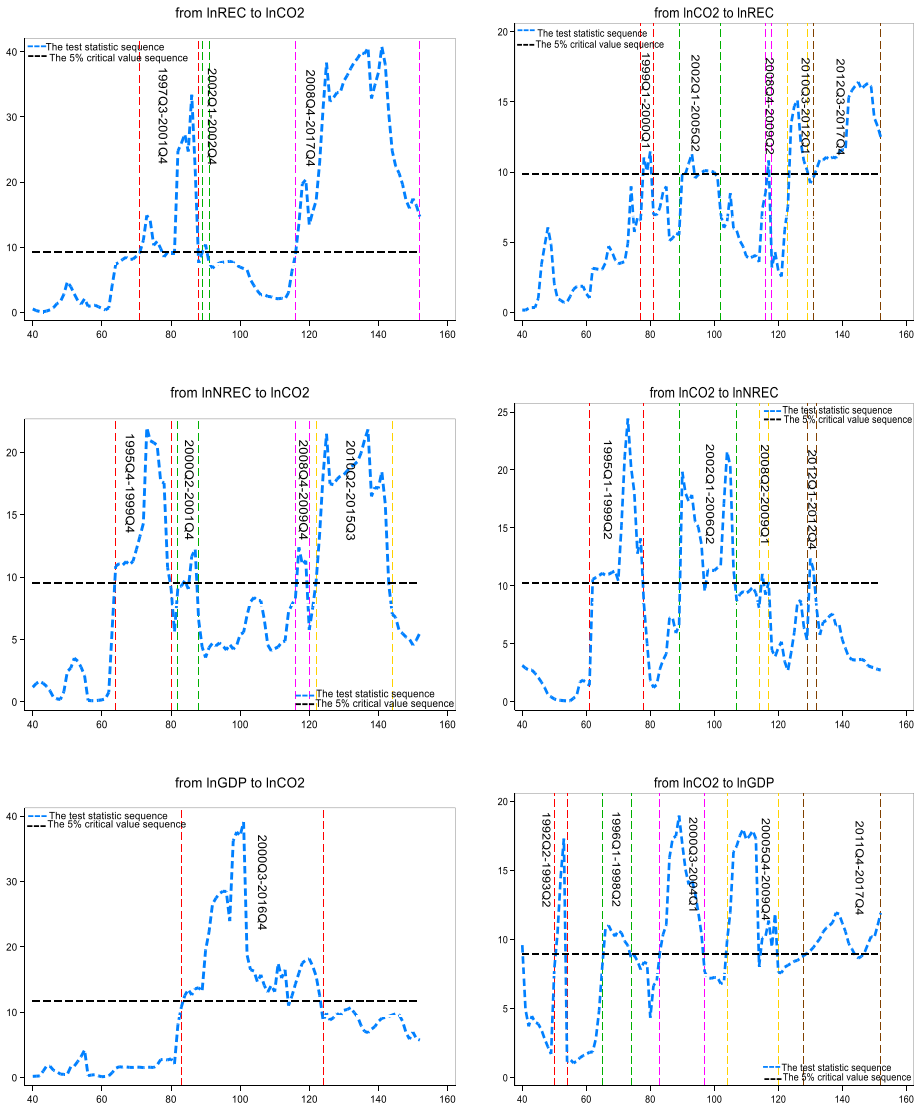 from lnREC to lnCO2
The test statistic sequence
The 5% critical value sequence
1997Q3-2001Q4
2002Q1-2002Q4
2008Q4-2017Q4
40
30
20
10
0
40 60 80 100 120 140 160
from lnCO2 to lnREC
The test statistic sequence
The 5% critical value sequence
1999Q1-2000Q1
2002Q1-2005Q2
2008Q4-2009Q2
2010Q3-2012Q1
2012Q3-2017Q4
20
15
10
5
0
40 60 80 100 120 140 160
from lnNREC to lnCO2
1995Q4-1999Q4
2000Q2-2001Q4
2008Q4-2009Q4
2010Q2-2015Q3
20
15
10
5
0
The test statistic sequence
The 5% critical value sequence
40 60 80 100 120 140 160
from lnCO2 to lnNREC
The test statistic sequence
The 5% critical value sequence
1995Q1-1999Q2
2002Q1-2006Q2
2008Q2-2009Q1
2012Q1-2012Q4
25
20
15
10
5
0
40 60 80 100 120 140 160
from lnGDP to lnCO2
The test statistic sequence
The 5% critical value sequence
2000Q3-2016Q4
40
30
20
10
0
40 60 80 100 120 140 160
from lnCO2 to lnGDP
1992Q2-1993Q2
1996Q1-1998Q2
2000Q3-2004Q1
20005Q4-2009Q4
2011Q4-2017Q4
20
15
10
5
0
The test statistic sequence
The 5% critical value sequence
40 60 80 100 120 140 160